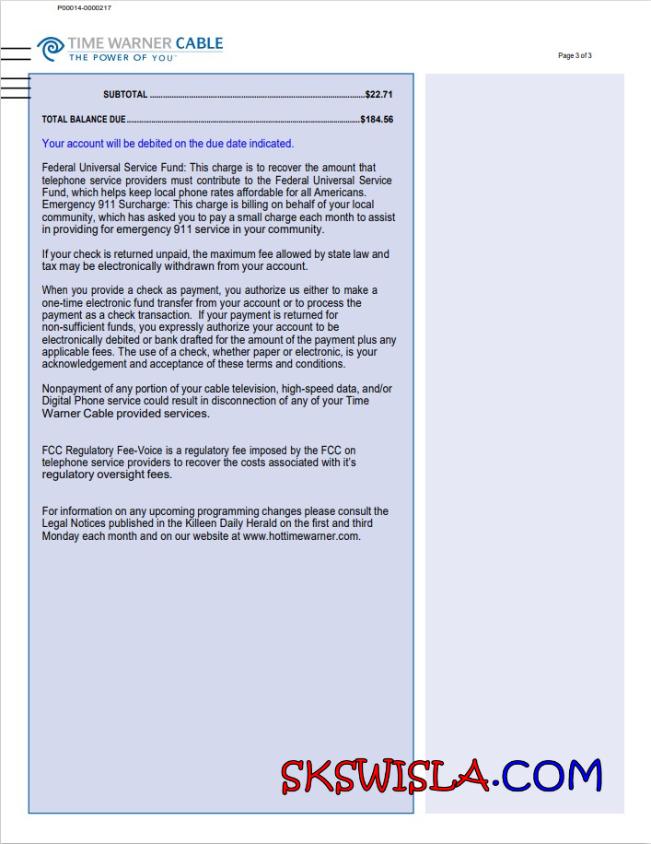 P00014-0000217
TIME WARNER CABLE
THE POWER OF YOU™
Page 3 of 3
SUBTOTAL ........................................................................$22.71
TOTAL BALANCE DUE..............................................................................$184.56
Your account will be debited on the due date indicated.
Federal Universal Service Fund: This charge is to recover the amount that
telephone service providers must contribute to the Federal Universal Service
Fund, which helps keep local phone rates affordable for all Americans.
Emergency 911 Surcharge: This charge is billing on behalf of your local
community, which has asked you to pay a small charge each month to assist
in providing for emergency 911 service in your community.
If your check is returned unpaid, the maximum fee allowed by state law and
tax may be electronically withdrawn from your account.
When you provide a check as payment, you authorize us either to make a
one-time electronic fund transfer from your account or to process the
payment as a check transaction. If your payment is returned for
non-sufficient funds, you expressly authorize your account to be
electronically debited or bank drafted for the amount of the payment plus any
applicable fees. The use of a check, whether paper or electronic, is your
acknowledgement and acceptance of these terms and conditions.
Nonpayment of any portion of your cable television, high-speed data, and/or
Digital Phone service could result in disconnection of any of your Time
Warner Cable provided services.
FCC Regulatory Fee-Voice is a regulatory fee imposed by the FCC on
telephone service providers to recover the costs associated with it's
regulatory oversight fees.
For information on any upcoming programming changes please consult the
Legal Notices published in the Killeen Daily Herald on the first and third
Monday each month and on our website at www.hottimewarner.com.
SKSWISLA.COM